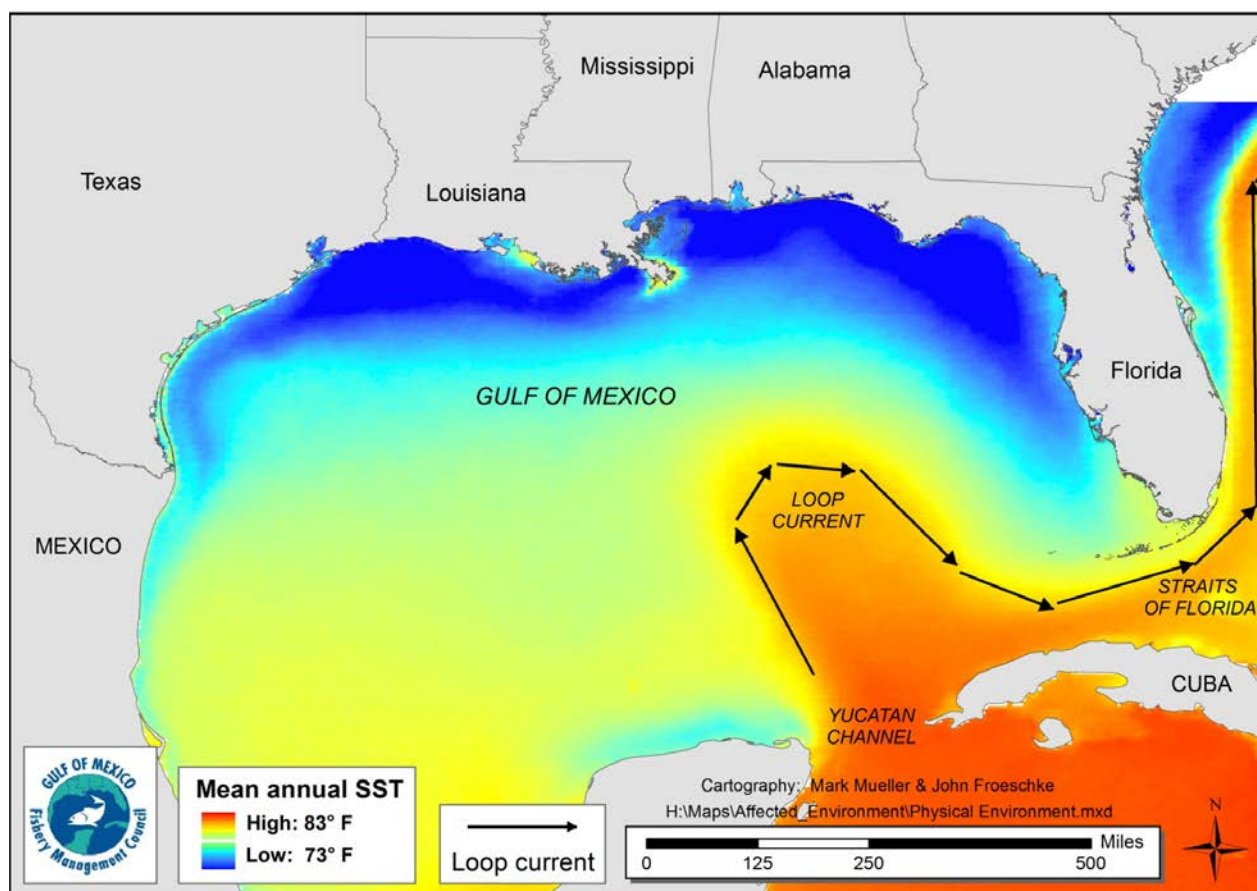 Mississippi
Alabama
Texas
Louisiana
GULF OF MEXICO
Florida
LOOP
CURRENT
MEXICO
STRAITS
OF FLORIDA
CUBA
YUCATAN
CHANNEL
GULF OF MEXICO
Fishery Management Council
Mean annual SST
High: 83° F
Low: 73° F
Loop current
Cartography: Mark Mueller & John Froeschke
H:\Maps\Affected_Environment\Physical Environment.mxd
Miles
0 125 250 500
N